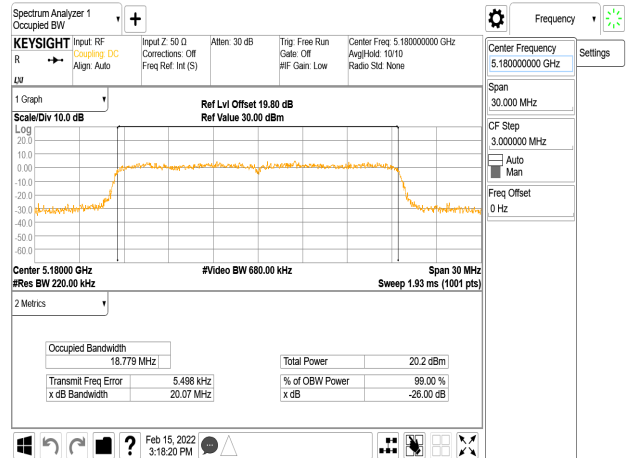 Spectrum Analyzer 1
Occupied BW
Frequency
KEYSIGHT
Input: RF
Coupling: DC
Align: Auto
Input Z: 50 Ω
Corrections: Off
Freq Ref: Int (S)
Atten: 30 dB
Trig: Free Run
Gate: Off
#IF Gain: Low
Center Freq: 5.180000000 GHz
Avg|Hold: 10/10
Radio Std: None
R
LXI
Center Frequency
5.180000000 GHz
Settings
Span
30.000 MHz
CF Step
3.000000 MHz
Auto
Man
Freq Offset
0 Hz
1 Graph
Scale/Div 10.0 dB
Ref Lvl Offset 19.80 dB
Ref Value 30.00 dBm
Log
20.0
10.0
0.00
-10.0
-20.0
-30.0
-40.0
-50.0
-60.0
Center 5.18000 GHz
#Video BW 680.00 kHz
Span 30 MHz
#Res BW 220.00 kHz
Sweep 1.93 ms (1001 pts)
2 Metrics
Occupied Bandwidth
18.779 MHz
Total Power 20.2 dBm
Transmit Freq Error 5.498 kHz
% of OBW Power 99.00 %
x dB Bandwidth 20.07 MHz
x dB -26.00 dB
?
Feb 15, 2022
3:18:20 PM